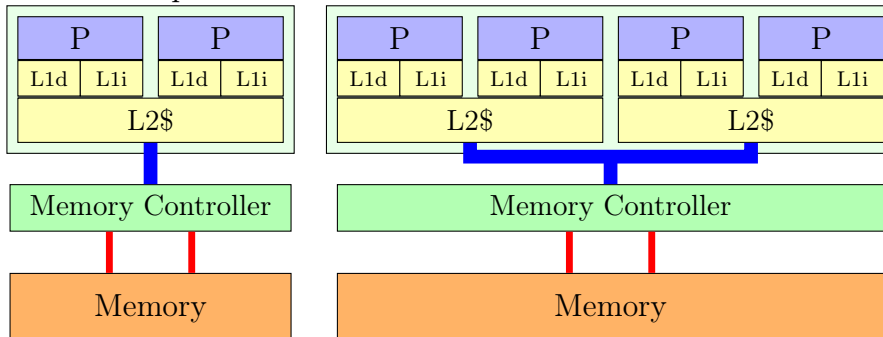 P P P P P P
L1d L1i L1d L1i L1d L1i L1d L1i L1d L1i L1d L1i
L2$ L2$ L2$
Memory Controller Memory Controller
Memory Memory